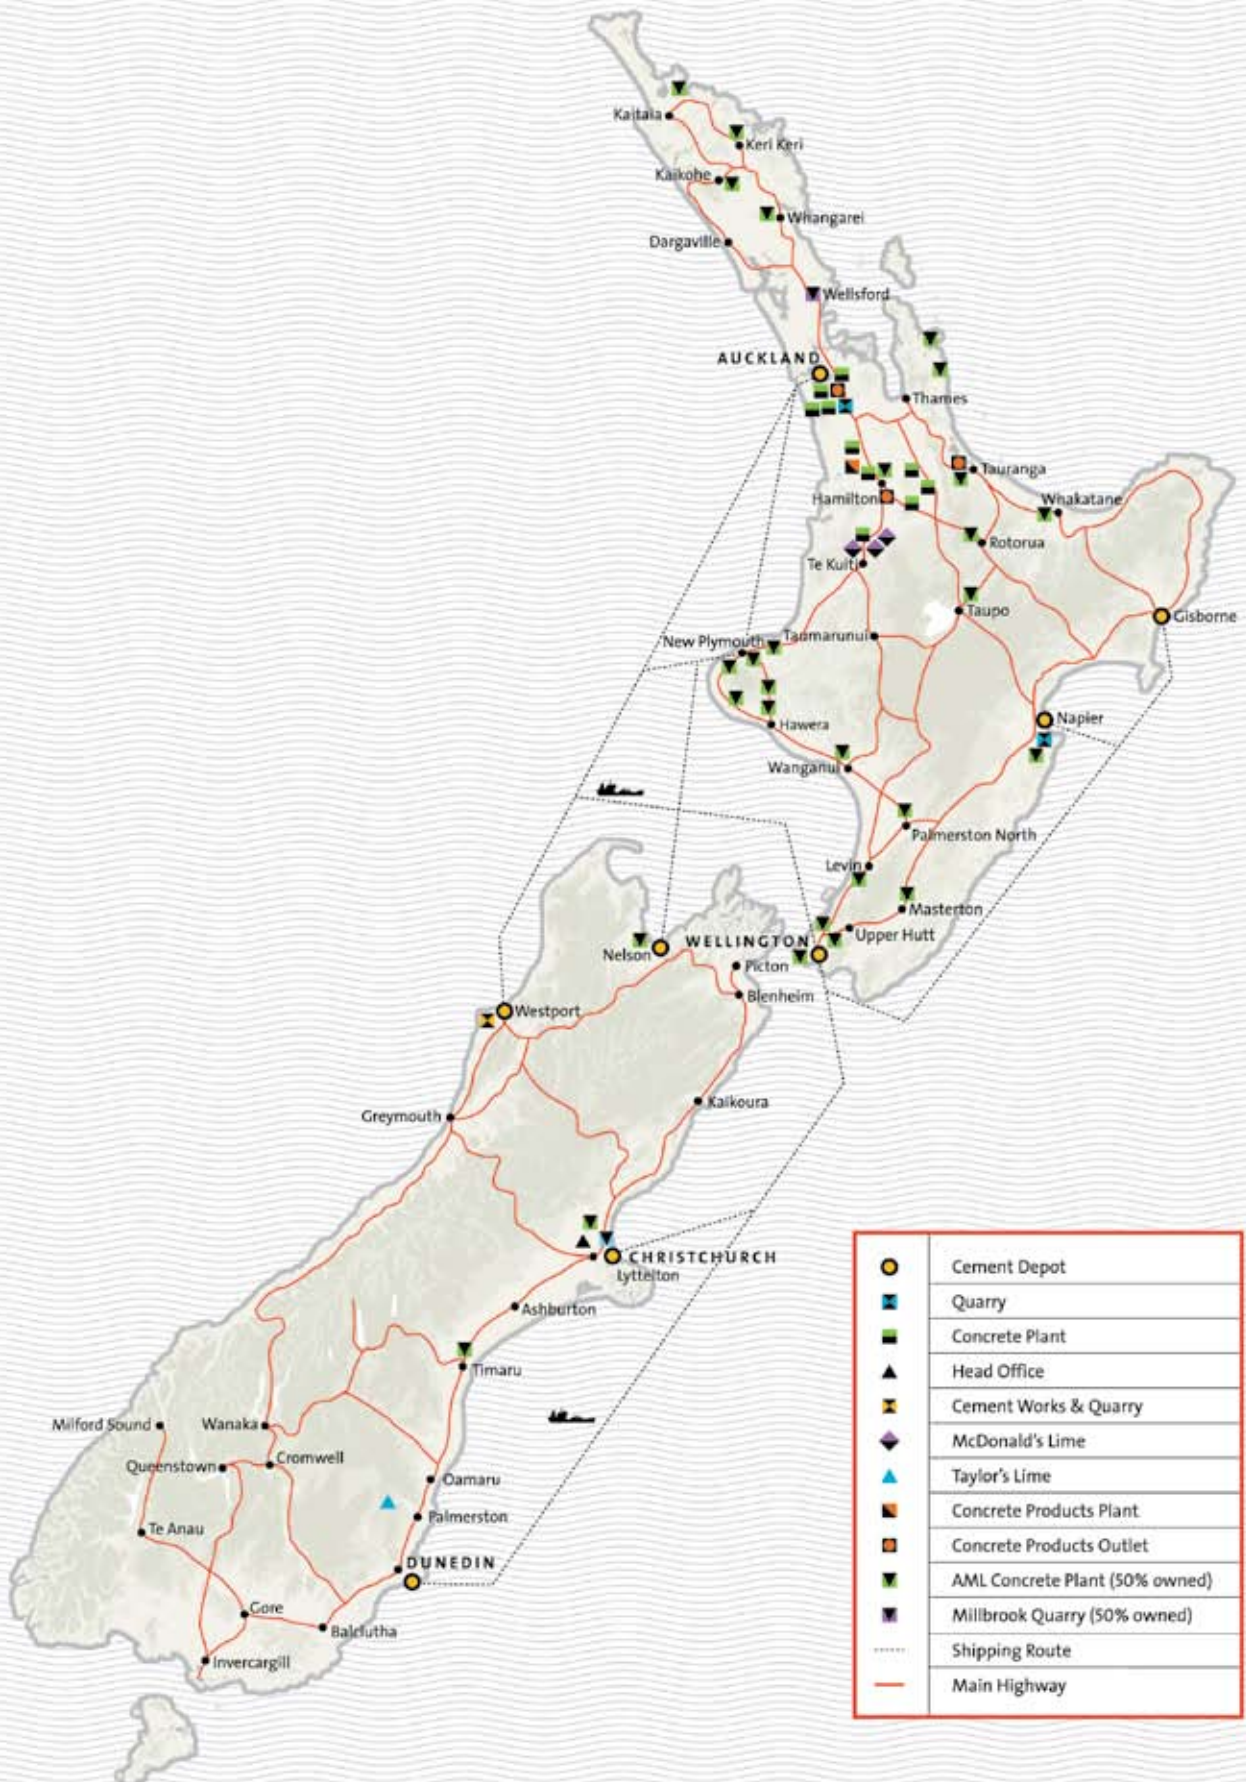 Kaitaia
Keri Keri
Kaikohe
Whangarei
Dargaville
Wellsford
AUCKLAND
Thames
Tauranga
Hamilton
Whakatane
Rotorua
Te Kuiti
Taupo
Gisborne
New Plymouth
Taumarunui
Napier
Hawera
Wanganui
Palmerston North
Levin
Masterton
Upper Hutt
WELLINGTON
Nelson
Picton
Blenheim
Westport
Kaikoura
Greymouth
CHRISTCHURCH
Lyttelton
Ashburton
Timaru
Milford Sound
Wanaka
Queenstown
Cromwell
Oamaru
Palmerston
Te Anau
DUNEDIN
Gore
Balclutha
Invercargill
Cement Depot
Quarry
Concrete Plant
Head Office
Cement Works & Quarry
McDonald's Lime
Taylor's Lime
Concrete Products Plant
Concrete Products Outlet
AML Concrete Plant (50% owned)
Millbrook Quarry (50% owned)
Shipping Route
Main Highway